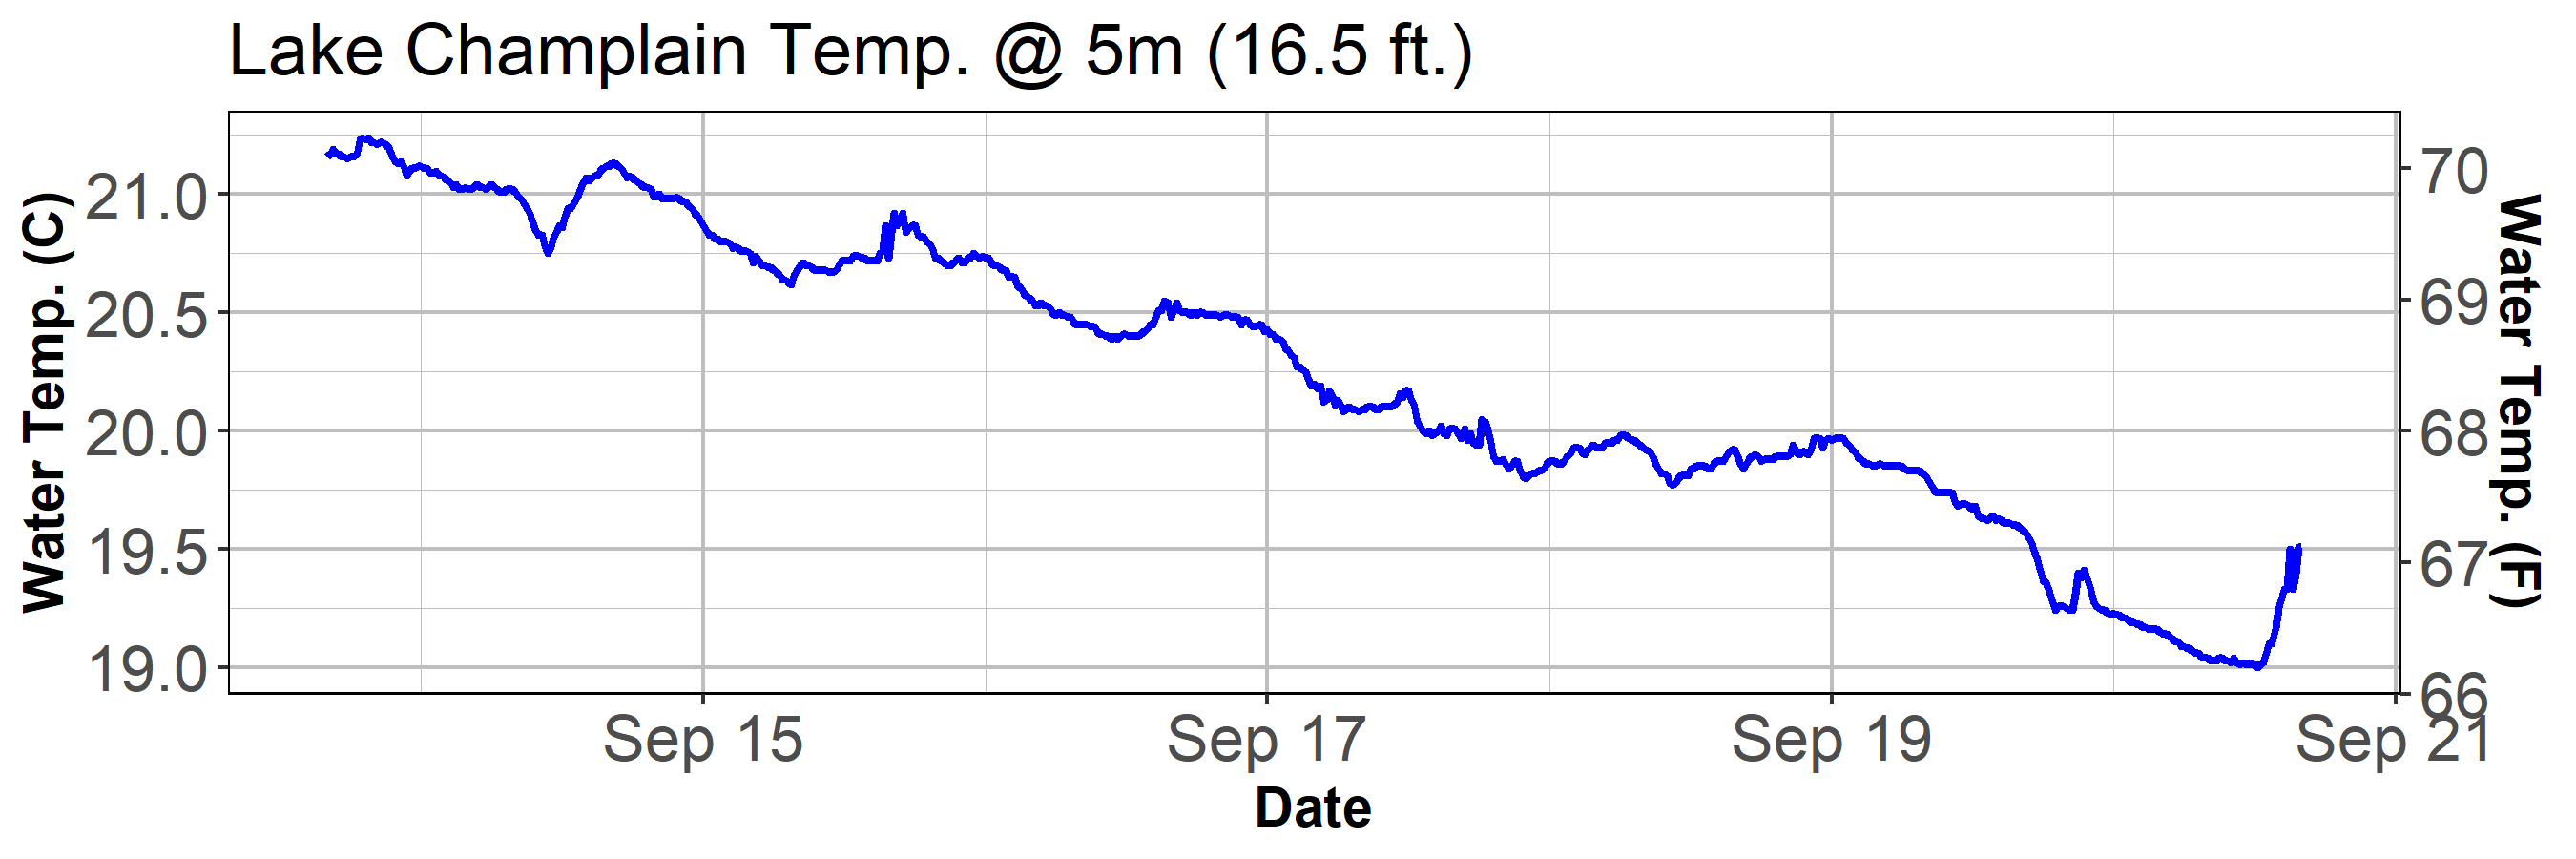 Lake Champlain Temp. @ 5m (16.5 ft.)
Water Temp. (C)
21.0
20.5
20.0
19.5
19.0
70
69
68
67
66
Water Temp. (F)
Sep 15
Sep 17
Sep 19
Sep 21
Date